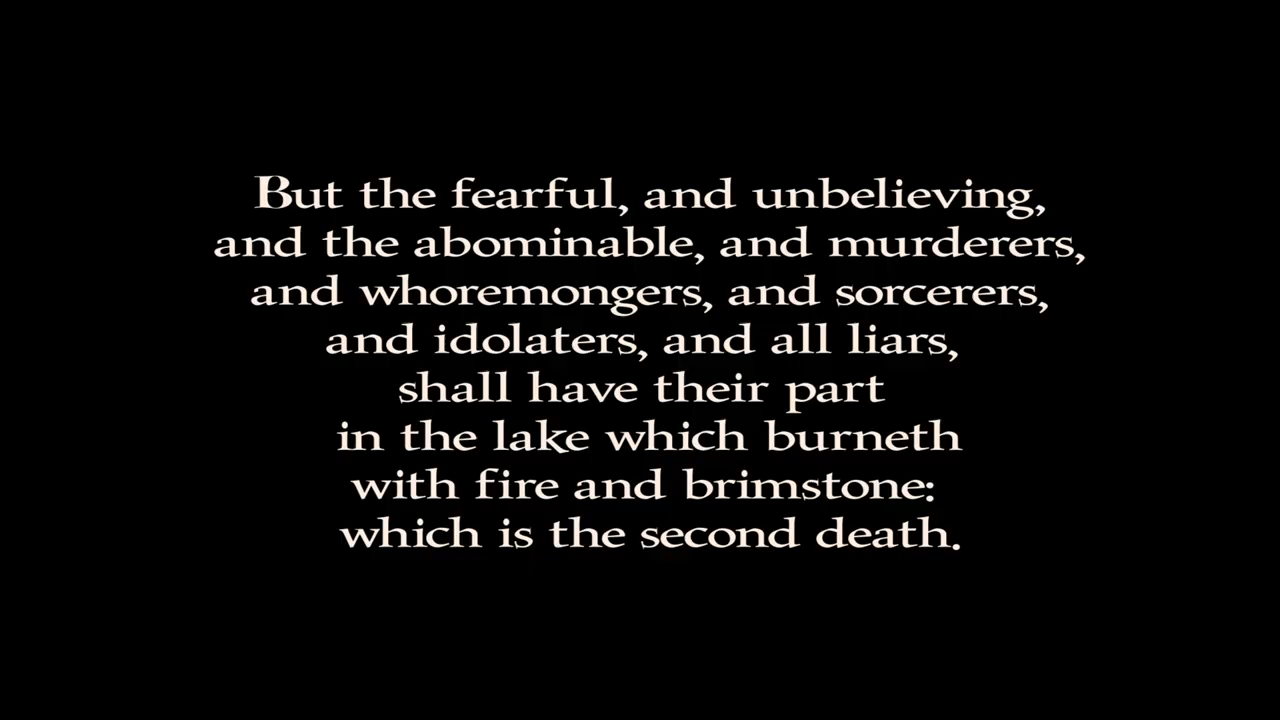 But the fearful, and unbelieving,
and the abominable, and murderers,
and whoremongers, and sorcerers,
and idolaters, and all liars,
shall have their part
in the lake which burneth
with fire and brimstone:
which is the second death.